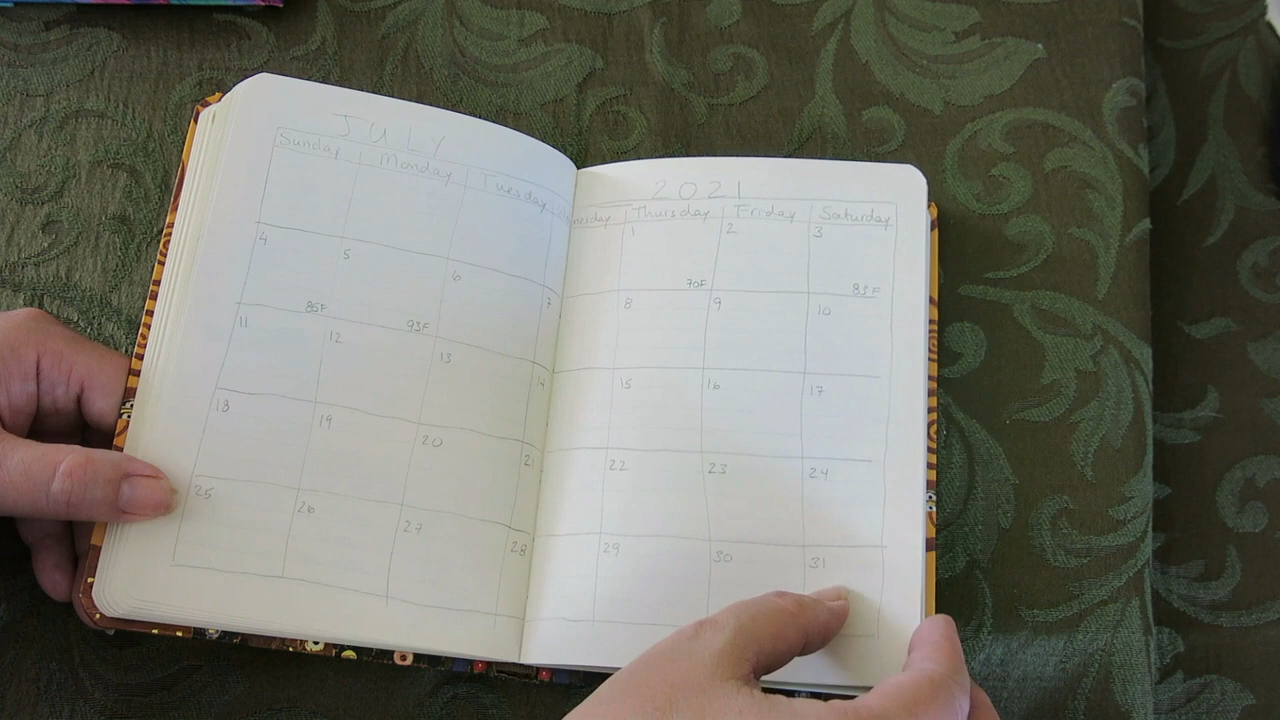 JULY 2021
Sunday Monday Tuesday Wednesday Thursday Friday Saturday
1 2 3
70F 83F
4 5 6 7 8 9 10
85F 93F
11 12 13 14 15 16 17
18 19 20 21 22 23 24
25 26 27 28 29 30 31